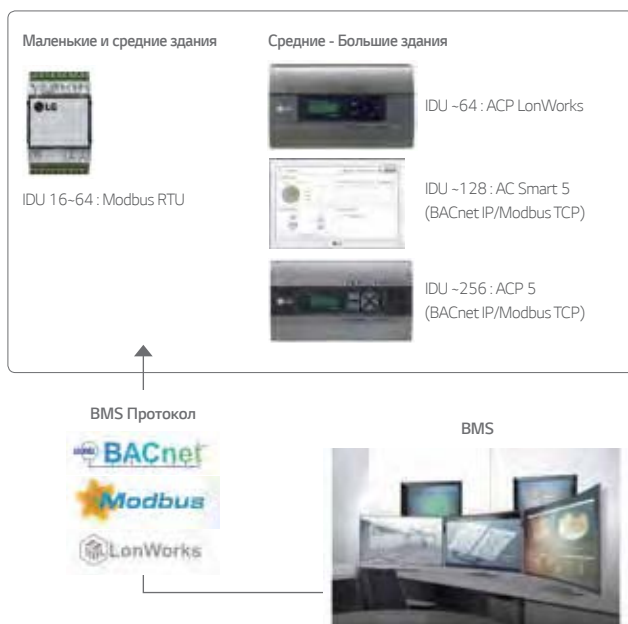 Маленькие и средние здания
LG
IDU 16~64 : Modbus RTU
Средние - Большие здания
IDU ~64 : ACP LonWorks
IDU ~128 : AC Smart 5
(BACnet IP/Modbus TCP)
IDU ~256 : ACP 5
(BACnet IP/Modbus TCP)
BMS Протокол
BACnet
Modbus
LonWorks
BMS